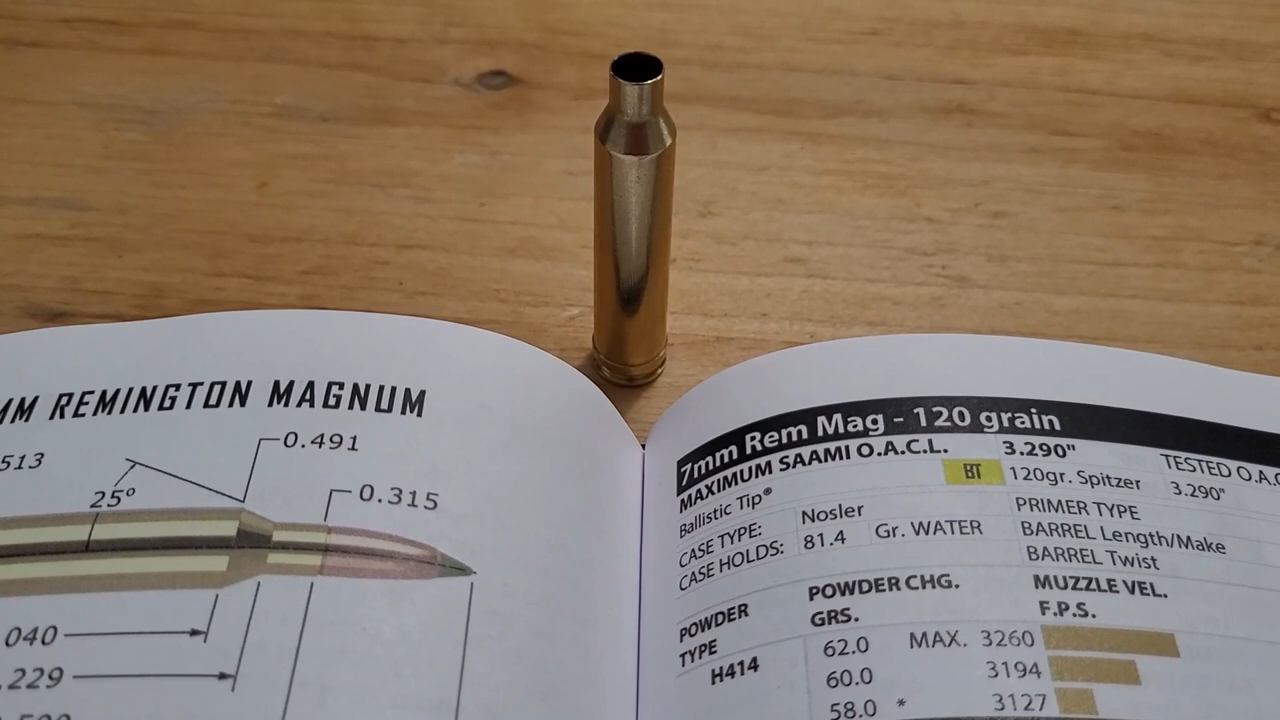 MM REMINGTON MAGNUM
0.491
513
25°
0.315
040
.229
7mm Rem Mag - 120 grain
MAXIMUM SAAMI O.A.C.L. 3.290" TESTED O.A.C
Ballistic Tip® BT 120gr. Spitzer 3.290"
CASE TYPE: Nosler PRIMER TYPE
CASE HOLDS: 81.4 Gr. WATER BARREL Length/Make
BARREL Twist
POWDER TYPE POWDER CHG. GRS. MUZZLE VEL. F.P.S.
H414 62.0 MAX. 3260
60.0 3194
58.0 * 3127